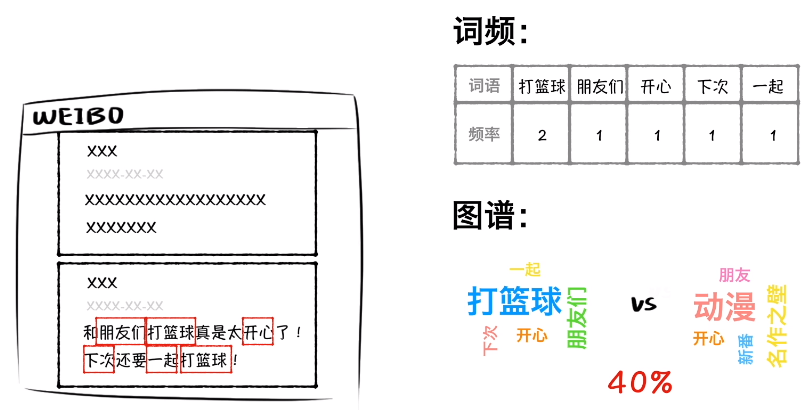 WEIBO
XXX
XXXX-XX-XX
XXXXXXXXXXXXXXXXXX
XXXXXXX
XXX
XXXX-XX-XX
和朋友们打篮球真是太开心了！
下次还要一起打篮球！
词频：
词语 打篮球 朋友们 开心 下次 一起
频率 2 1 1 1 1
图谱：
一起
打篮球
朋友们
下次
开心
vs
朋友
动漫
开心
新番
名作之壁
40%